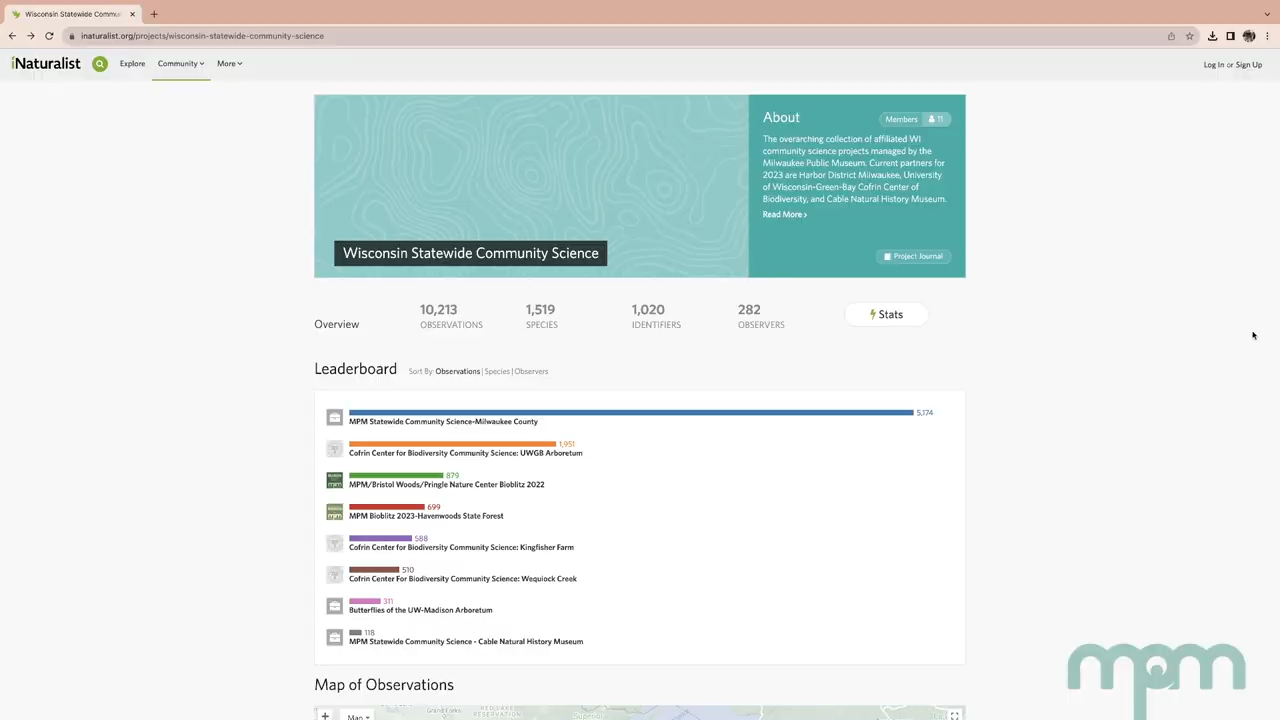 Wisconsin Statewide Commu
inaturalist.org/projects/wisconsin-statewide-community-science
iNaturalist
Explore
Community
More
Log In or Sign Up
About
Members 11
The overarching collection of affiliated WI
community science projects managed by the
Milwaukee Public Museum. Current partners for
2023 are Harbor District Milwaukee, University
of Wisconsin-Green-Bay Cofrin Center of
Biodiversity, and Cable Natural History Museum.
Read More ›
Wisconsin Statewide Community Science
Project Journal
Overview
10,213
OBSERVATIONS
1,519
SPECIES
1,020
IDENTIFIERS
282
OBSERVERS
Stats
Leaderboard
Sort By: Observations | Species | Observers
5,174
MPM Statewide Community Science-Milwaukee County
1,951
Cofrin Center for Biodiversity Community Science: UWGB Arboretum
879
MPM/Bristol Woods/Pringle Nature Center Bioblitz 2022
699
MPM Bioblitz 2023-Havenwoods State Forest
588
Cofrin Center for Biodiversity Community Science: Kingfisher Farm
510
Cofrin Center For Biodiversity Community Science: Wequiock Creek
311
Butterflies of the UW-Madison Arboretum
118
MPM Statewide Community Science - Cable Natural History Museum
Map of Observations
+
Map
Grand Forks
RED LAKE
RESERVATION
Superior
mpm